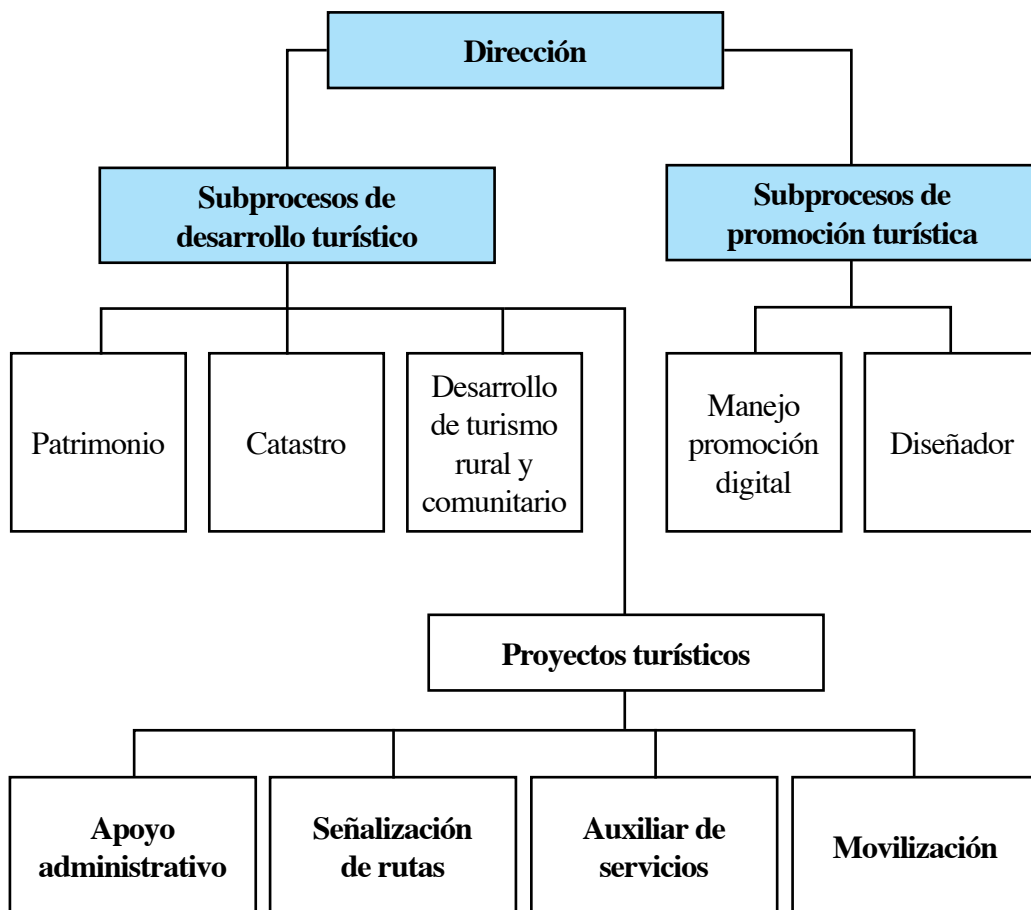 Dirección
Subprocesos de
desarrollo turístico
Subprocesos de
promoción turística
Patrimonio
Catastro
Desarrollo
de turismo
rural y
comunitario
Manejo
promoción
digital
Diseñador
Proyectos turísticos
Apoyo
administrativo
Señalización
de rutas
Auxiliar de
servicios
Movilización